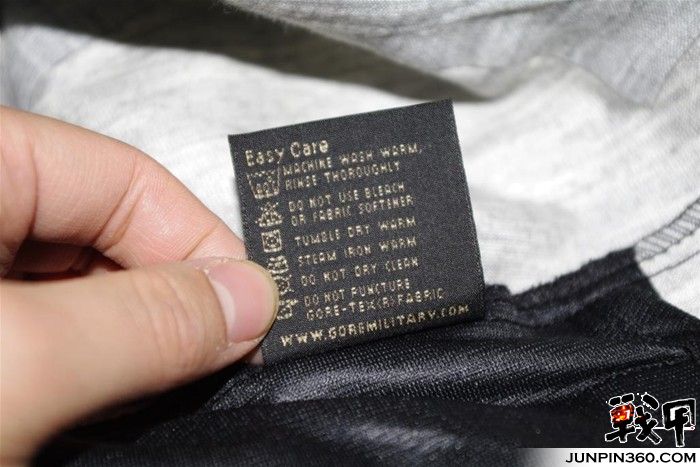 Easy Care
MACHINE WASH WARM,
RINSE THOROUGHLY
DO NOT USE BLEACH
OR FABRIC SOFTENER
TUMBLE DRY WARM
STEAM IRON WARM
DO NOT DRY CLEAN
DO NOT PUNCTURE
GORE-TEX(R) FABRIC
WWW.GOREMILITARY.COM
戰甲
JUNPIN360.COM